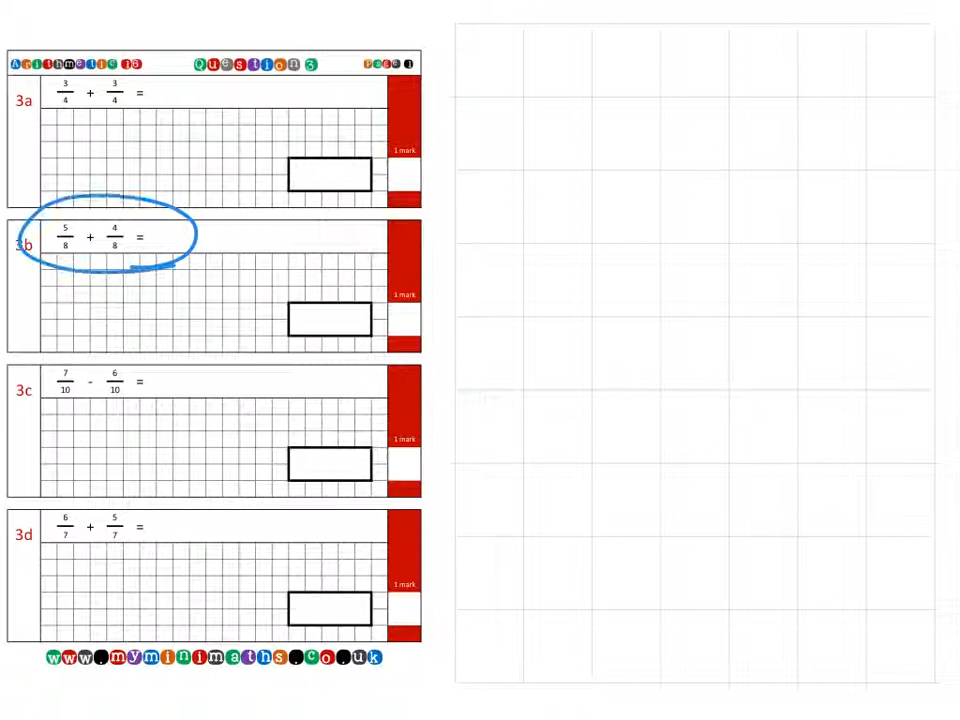 Arithmetic 16 Question 3 Page 1
3a 3/4 + 3/4 =
1 mark
3b 5/8 + 4/8 =
1 mark
3c 7/10 - 6/10 =
1 mark
3d 6/7 + 5/7 =
1 mark
www.myminimaths.co.uk